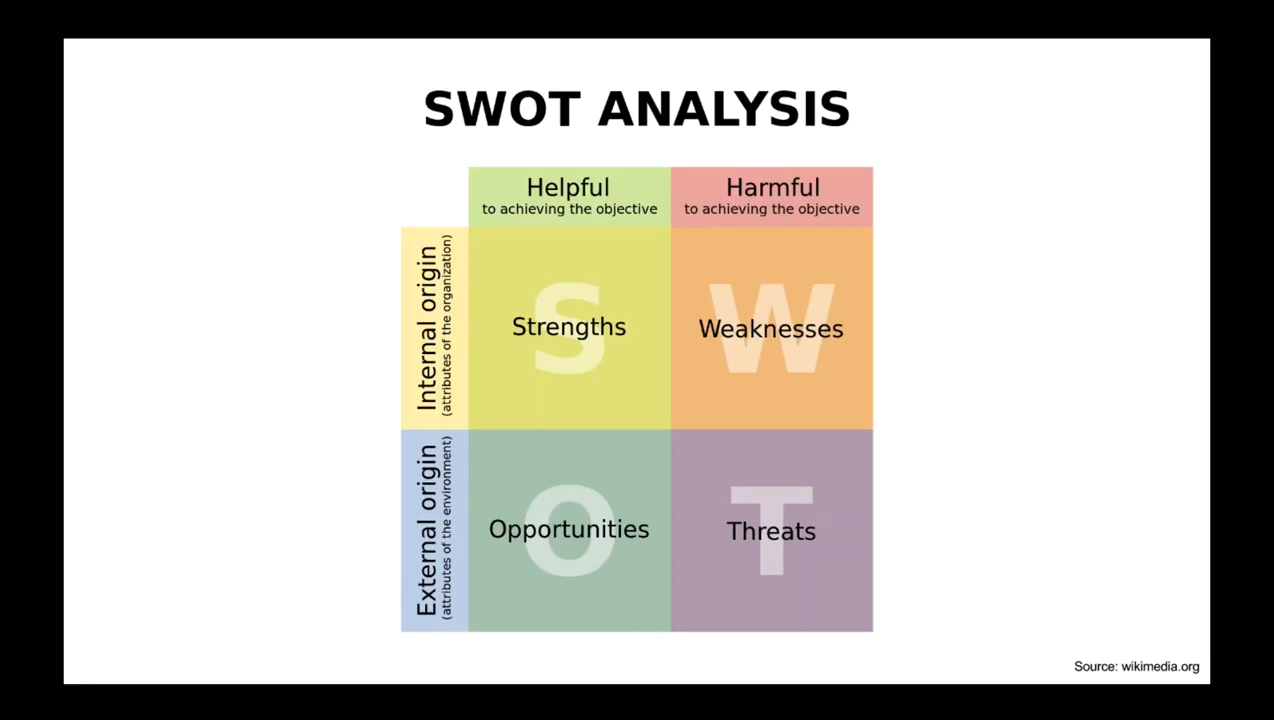 SWOT ANALYSIS
Helpful
to achieving the objective
Harmful
to achieving the objective
Internal origin
(attributes of the organization)
S
Strengths
W
Weaknesses
External origin
(attributes of the environment)
O
Opportunities
T
Threats
Source: wikimedia.org